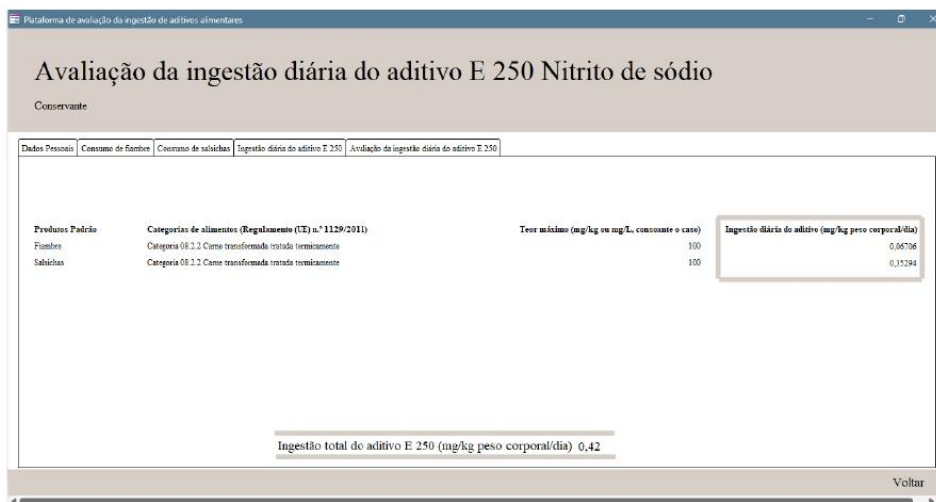 Plataforma de avaliação da ingestão de aditivos alimentares
Avaliação da ingestão diária do aditivo E 250 Nitrito de sódio
Conservante
Dados Pessoais Consumo de fiambre Consumo de salsichas Ingestão diária do aditivo E 250 Avaliação da ingestão diária do aditivo E 250
Produtos Padrão Categorias de alimentos (Regulamento (UE) n.º 1129/2011) Teor máximo (mg/kg ou mg/L, consoante o caso) Ingestão diária do aditivo (mg/kg peso corporal/dia)
Fiambre Categoria 08.2.2 Carne transformada tratada termicamente 100 0,06706
Salsichas Categoria 08.2.2 Carne transformada tratada termicamente 100 0,35294
Ingestão total do aditivo E 250 (mg/kg peso corporal/dia) 0,42
Voltar